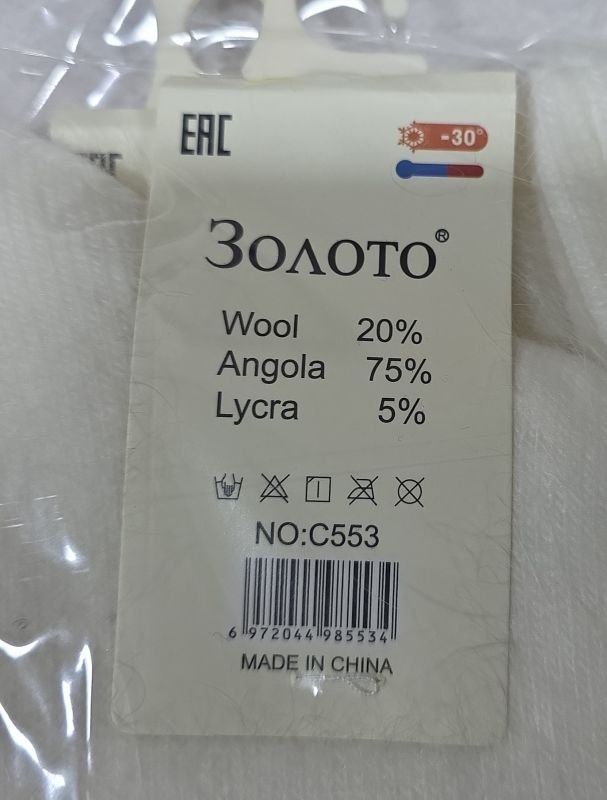 EAC
-30°
ЗОЛОТО®
Wool 20%
Angola 75%
Lycra 5%
NO:C553
6 972044 985534
MADE IN CHINA